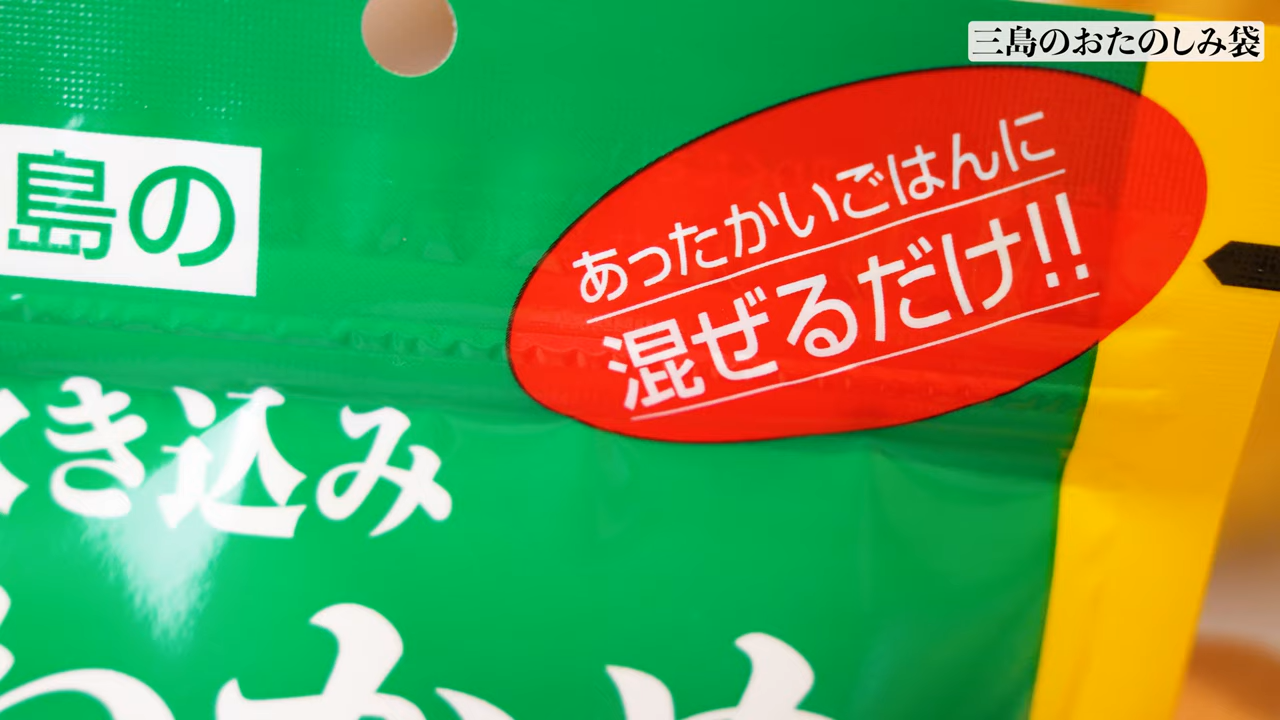 三島のおたのしみ袋
島の
あったかいごはんに
混ぜるだけ!!
き込み